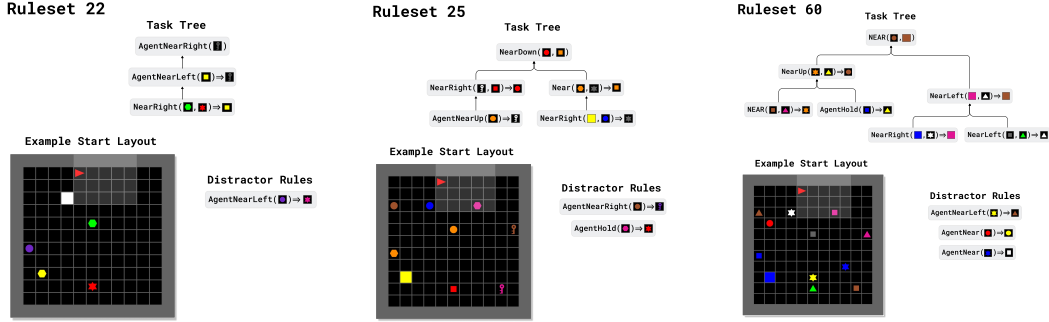 Ruleset 22
Task Tree
AgentNearRight( )
AgentNearLeft( )⇒
NearRight( , )⇒
Example Start Layout
Distractor Rules
AgentNearLeft( )⇒
Ruleset 25
Task Tree
NearDown( , )
NearRight( , )⇒
Near( , )⇒
AgentNearUp( )⇒
NearRight( , )⇒
Example Start Layout
Distractor Rules
AgentNearRight( )⇒
AgentHold( )⇒
Ruleset 60
Task Tree
NEAR( , )
NearUp( , )⇒
NearLeft( , )⇒
NEAR( , )⇒
AgentHold( )⇒
NearRight( , )⇒
NearLeft( , )⇒
Example Start Layout
Distractor Rules
AgentNearLeft( )⇒
AgentNear( )⇒
AgentNear( )⇒